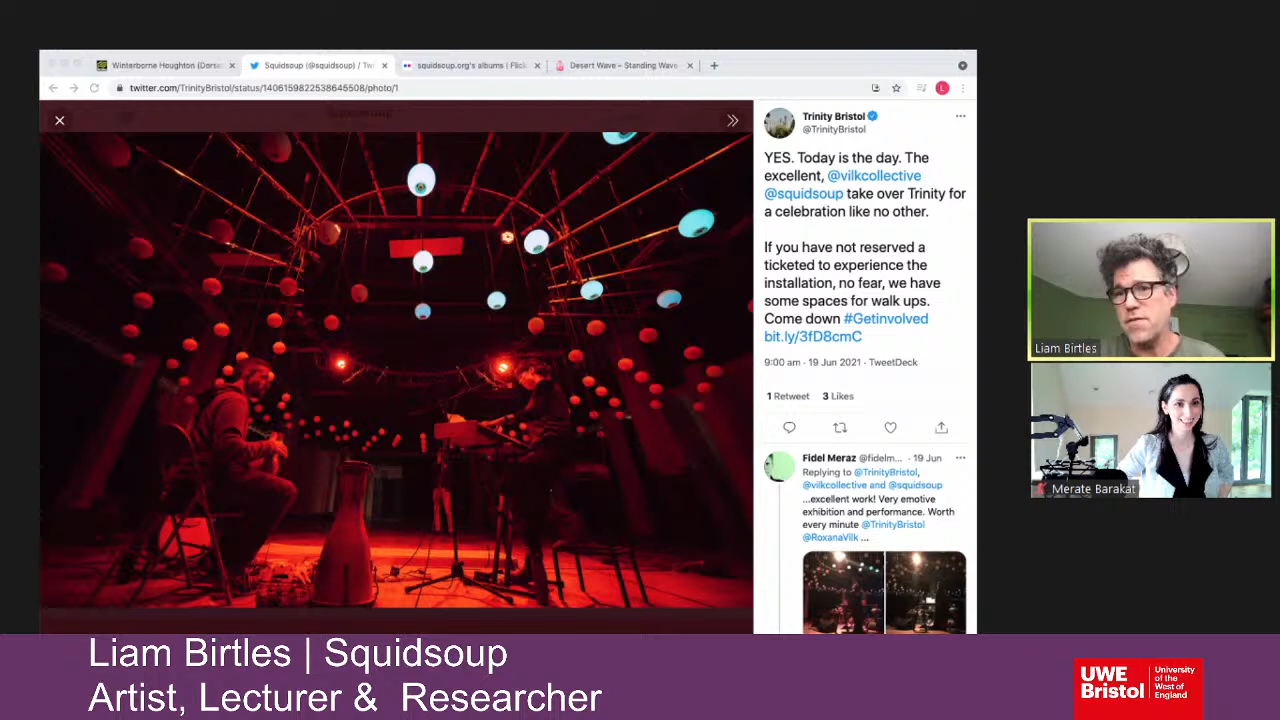 Winterborne Houghton (Dorse
Squidsoup (@squidsoup) / Tw
squidsoup.org's albums | Flick
Desert Wave – Standing Wave
twitter.com/TrinityBristol/status/1406159822538645508/photo/1
L
Trinity Bristol
@TrinityBristol
YES. Today is the day. The
excellent, @vilkcollective
@squidsoup take over Trinity for
a celebration like no other.
If you have not reserved a
ticketed to experience the
installation, no fear, we have
some spaces for walk ups.
Come down #Getinvolved
bit.ly/3fD8cmC
9:00 am · 19 Jun 2021 · TweetDeck
1 Retweet 3 Likes
Fidel Meraz @fidelm... · 19 Jun
Replying to @TrinityBristol,
@vilkcollective and @squidsoup
...excellent work! Very emotive
exhibition and performance. Worth
every minute @TrinityBristol
@RoxanaVilk ...
Liam Birtles
Merate Barakat
Liam Birtles | Squidsoup
Artist, Lecturer & Researcher
UWE
Bristol
University
of the
West of
England